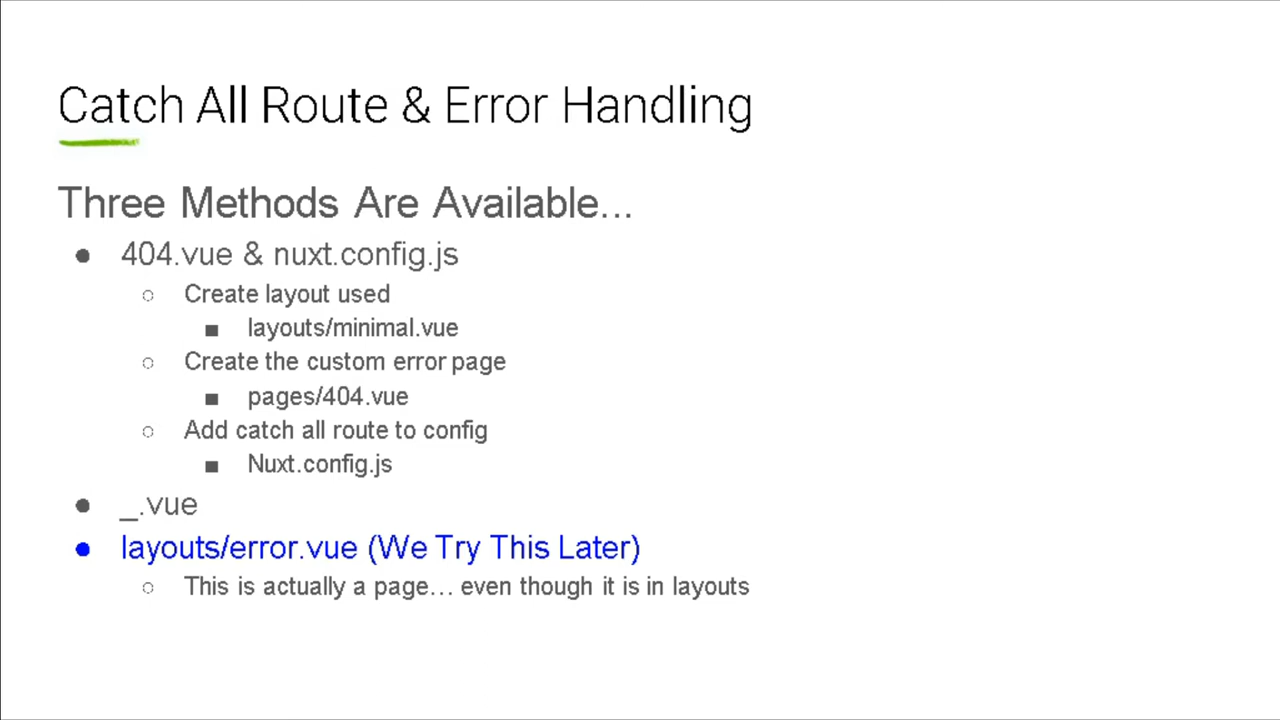 Catch All Route & Error Handling
Three Methods Are Available...
● 404.vue & nuxt.config.js
○ Create layout used
■ layouts/minimal.vue
○ Create the custom error page
■ pages/404.vue
○ Add catch all route to config
■ Nuxt.config.js
● _.vue
● layouts/error.vue (We Try This Later)
○ This is actually a page… even though it is in layouts